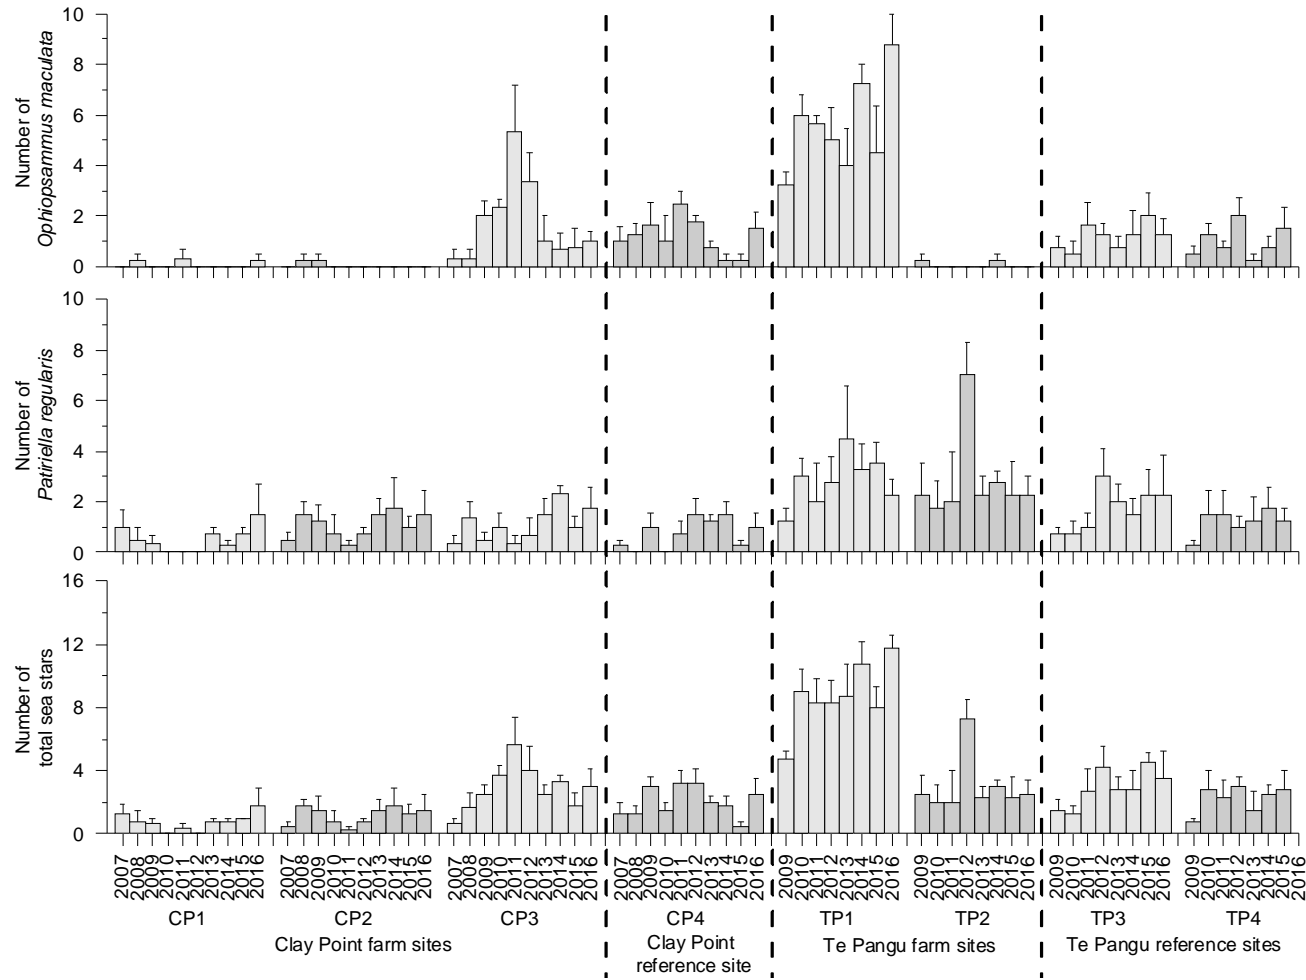 Number of
Ophiopsammus maculata
10
8
6
4
2
0
Number of
Patiriella regularis
10
8
6
4
2
0
Number of
total sea stars
16
12
8
4
0
2007 2008 2009 2010 2011 2012 2013 2014 2015 2016
2007 2008 2009 2010 2011 2012 2013 2014 2015 2016
2007 2008 2009 2010 2011 2012 2013 2014 2015 2016
2007 2008 2009 2010 2011 2012 2013 2014 2015 2016
2009 2010 2011 2012 2013 2014 2015 2016
2009 2010 2011 2012 2013 2014 2015 2016
2009 2010 2011 2012 2013 2014 2015 2016
2009 2010 2011 2012 2013 2014 2015 2016
CP1 CP2 CP3 CP4 TP1 TP2 TP3 TP4
Clay Point farm sites
Clay Point
reference site
Te Pangu farm sites
Te Pangu reference sites